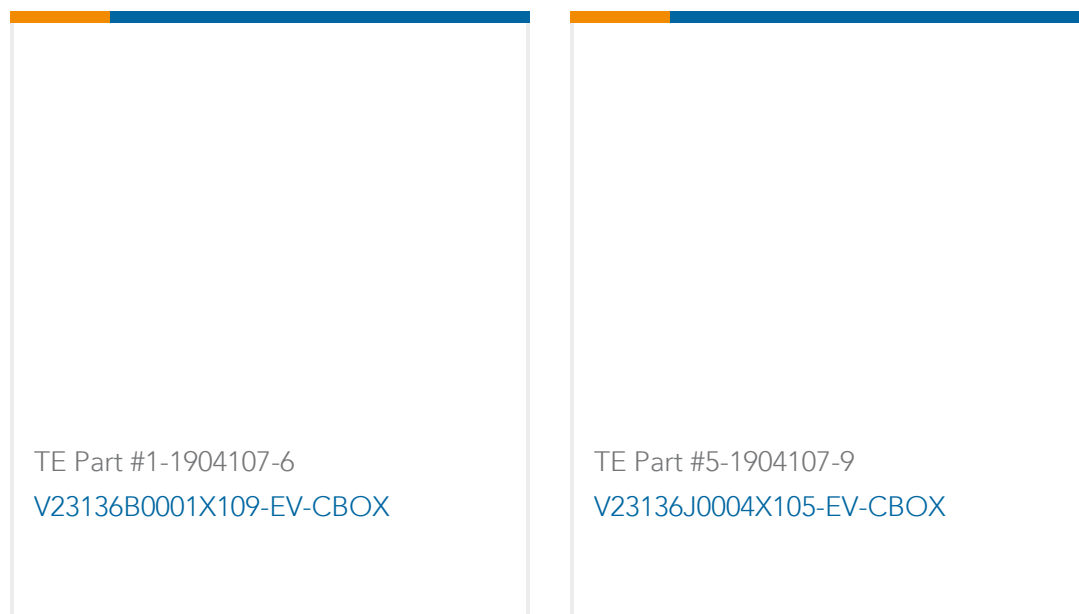 TE Part #1-1904107-6
V23136B0001X109-EV-CBOX
TE Part #5-1904107-9
V23136J0004X105-EV-CBOX